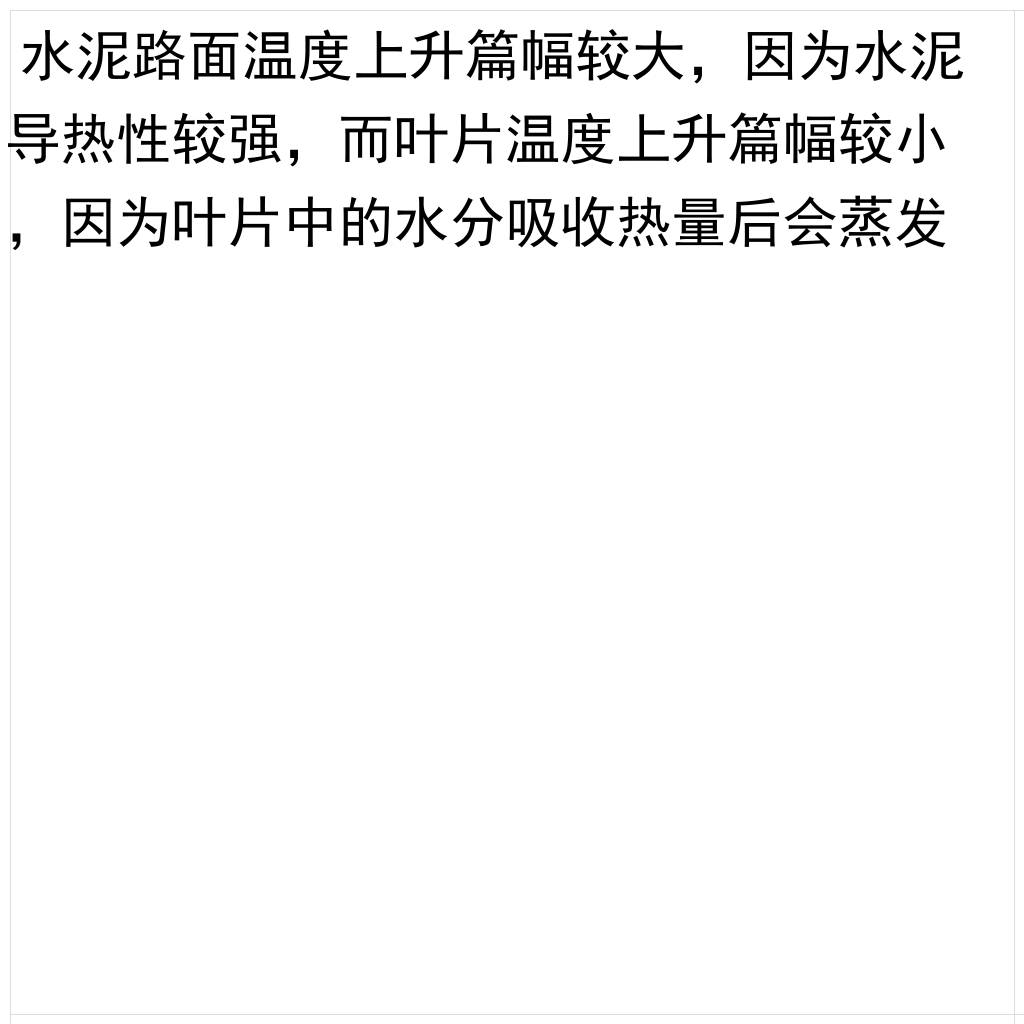 水泥路面温度上升篇幅较大，因为水泥
导热性较强，而叶片温度上升篇幅较小
，因为叶片中的水分吸收热量后会蒸发